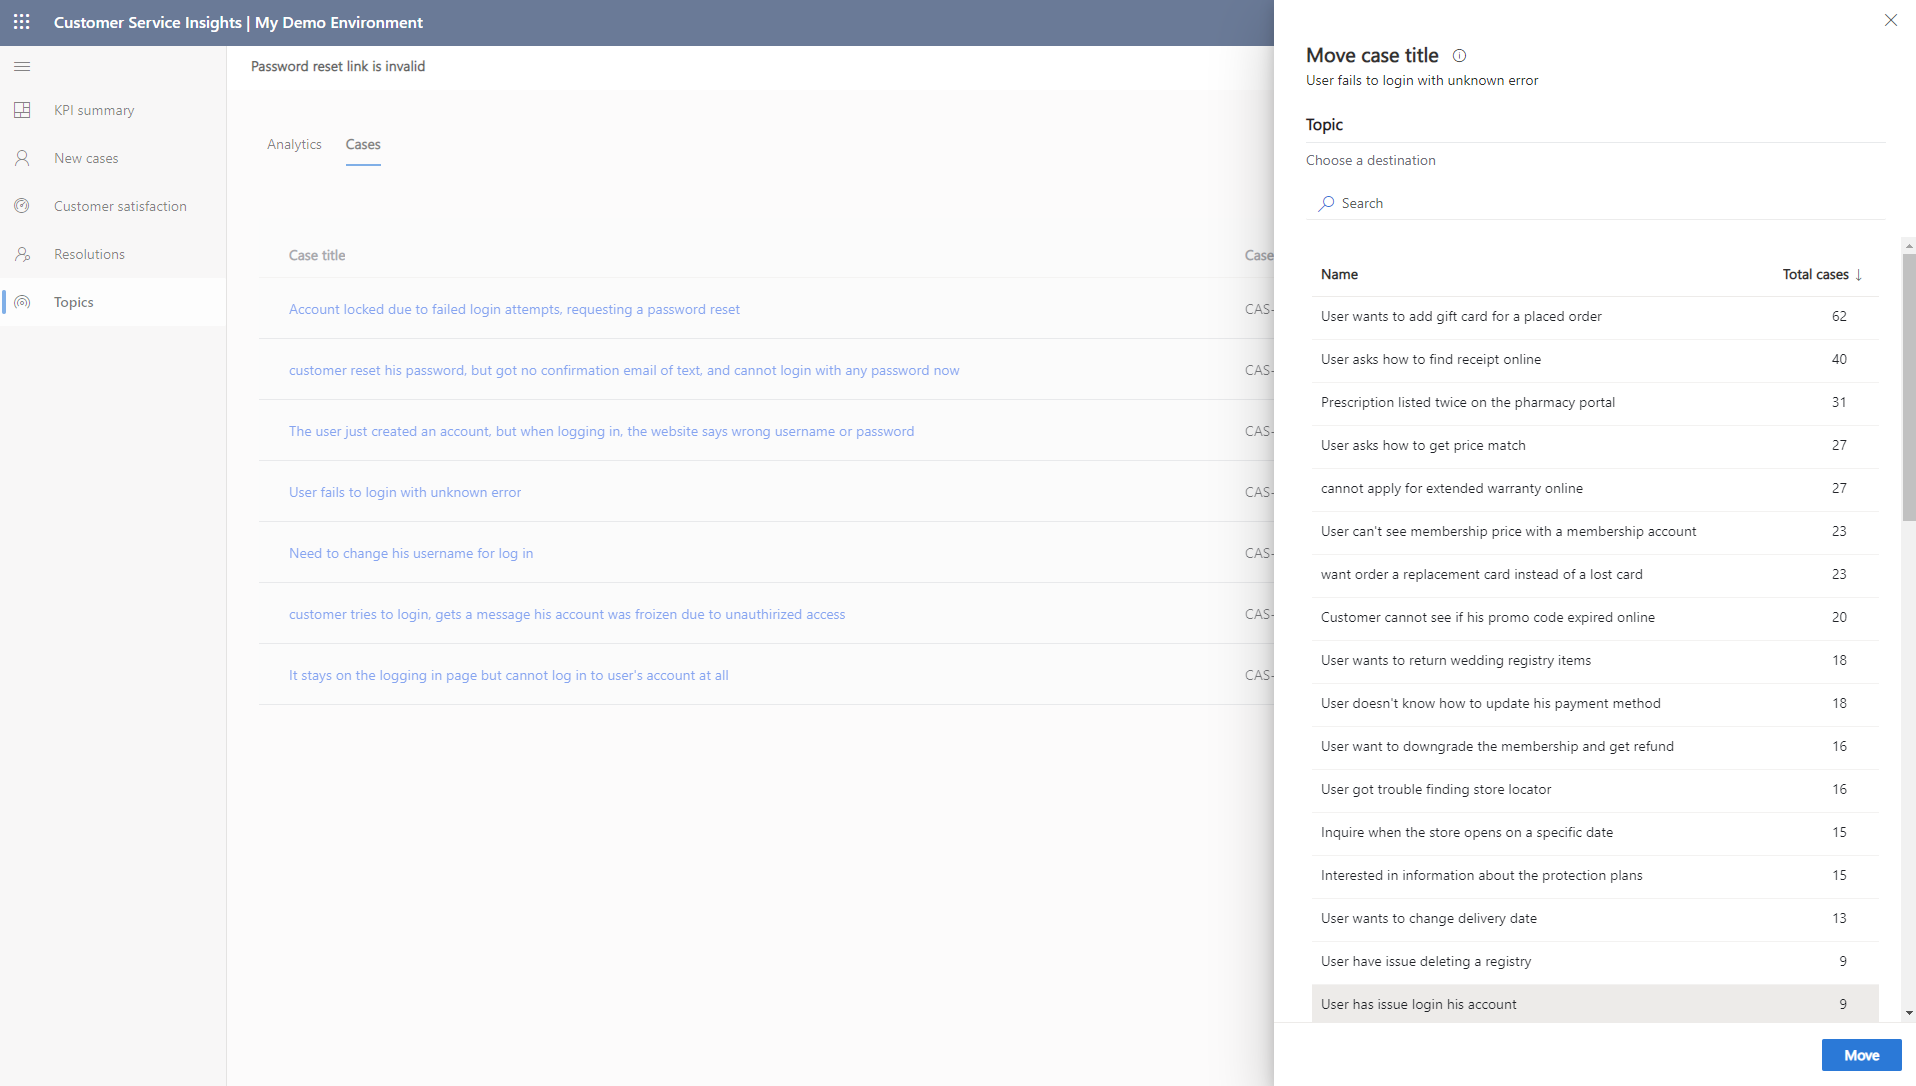 Customer Service Insights | My Demo Environment
Password reset link is invalid
KPI summary
New cases
Customer satisfaction
Resolutions
Topics
Analytics
Cases
Case title
Case
Account locked due to failed login attempts, requesting a password reset
CAS-
customer reset his password, but got no confirmation email of text, and cannot login with any password now
CAS-
The user just created an account, but when logging in, the website says wrong username or password
CAS-
User fails to login with unknown error
CAS-
Need to change his username for log in
CAS-
customer tries to login, gets a message his account was froizen due to unauthirized access
CAS-
It stays on the logging in page but cannot log in to user's account at all
CAS-
Move case title
User fails to login with unknown error
Topic
Choose a destination
Search
Name Total cases ↓
User wants to add gift card for a placed order 62
User asks how to find receipt online 40
Prescription listed twice on the pharmacy portal 31
User asks how to get price match 27
cannot apply for extended warranty online 27
User can't see membership price with a membership account 23
want order a replacement card instead of a lost card 23
Customer cannot see if his promo code expired online 20
User wants to return wedding registry items 18
User doesn't know how to update his payment method 18
User want to downgrade the membership and get refund 16
User got trouble finding store locator 16
Inquire when the store opens on a specific date 15
Interested in information about the protection plans 15
User wants to change delivery date 13
User have issue deleting a registry 9
User has issue login his account 9
Move